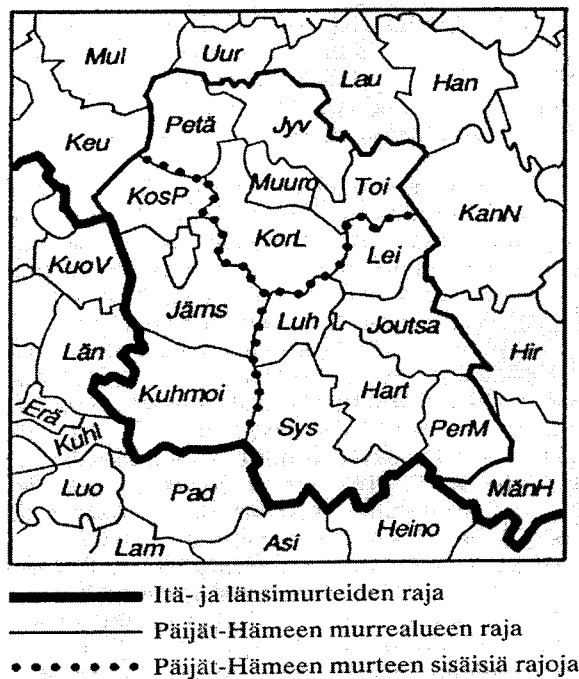 Mul Uur Lau Han
Keu Petä Jyv
KosP Muura Toi KanN
KorL Lei
KuoV
Jäms Luh Joutsa
Län Hir
Kuhmoi Hart
Erä Sys PerM
Kuhl
Luo Pad MänH
Lam Asi Heino
Itä- ja länsimurteiden raja
Päijät-Hämeen murrealueen raja
Päijät-Hämeen murteen sisäisiä rajoja